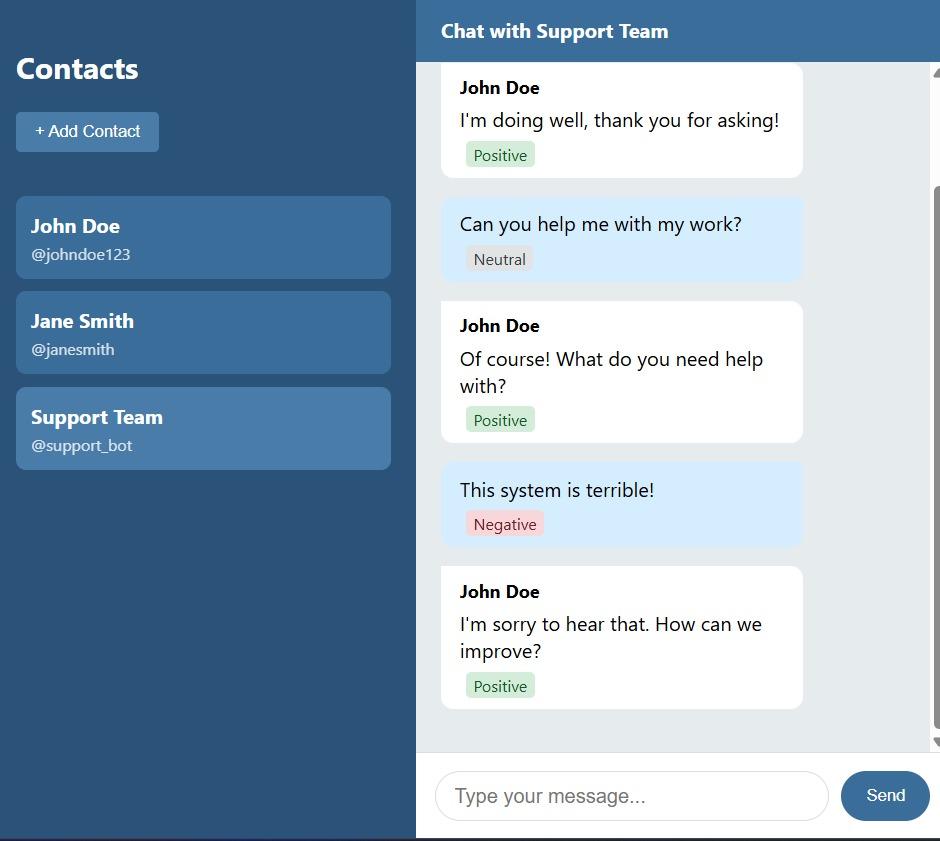 Contacts
+ Add Contact
John Doe
@johndoe123
Jane Smith
@janesmith
Support Team
@support_bot
Chat with Support Team
John Doe
I'm doing well, thank you for asking!
Positive
Can you help me with my work?
Neutral
John Doe
Of course! What do you need help
with?
Positive
This system is terrible!
Negative
John Doe
I'm sorry to hear that. How can we
improve?
Positive
Type your message...
Send